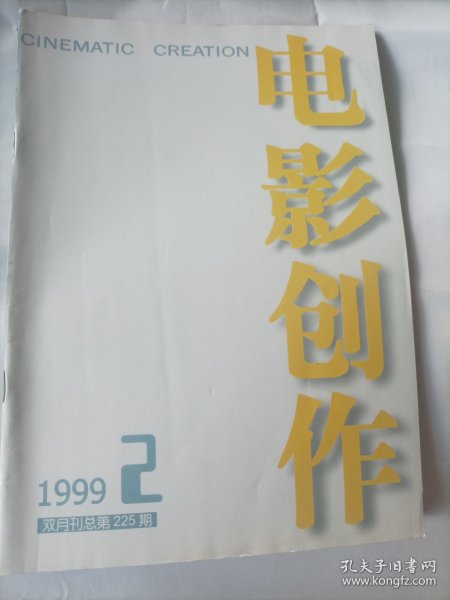 CINEMATIC CREATION
电影创作
1999 2
双月刊总第225期
孔夫子旧书网
www.kongfz.com